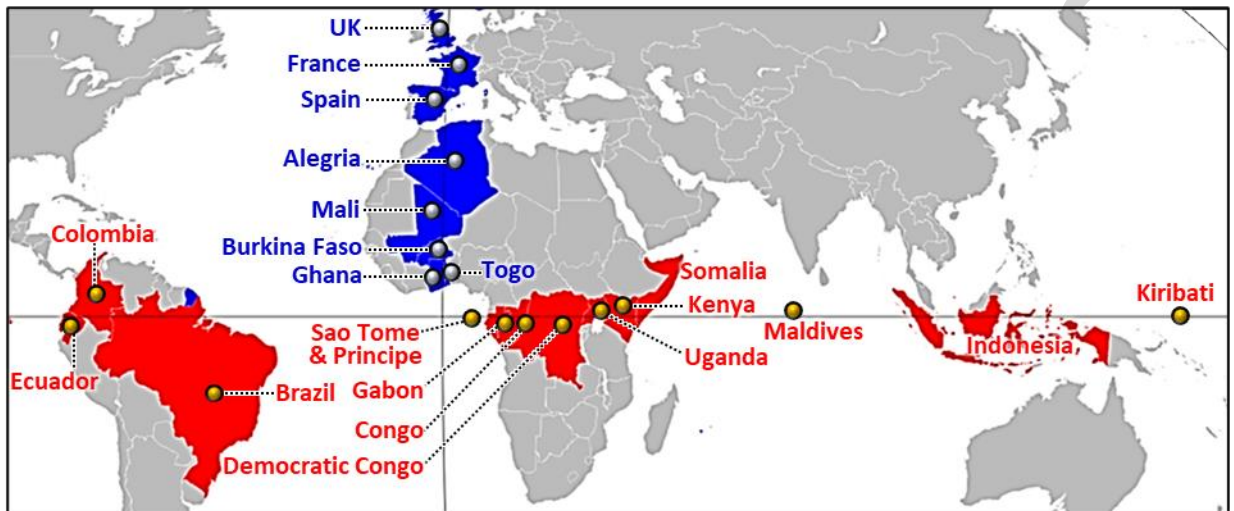 UK
France
Spain
Alegria
Mali
Colombia
Burkina Faso
Ghana
Togo
Somalia
Kenya
Kiribati
Maldives
Sao Tome
& Principe
Uganda
Indonesia
Ecuador
Brazil
Gabon
Congo
Democratic Congo